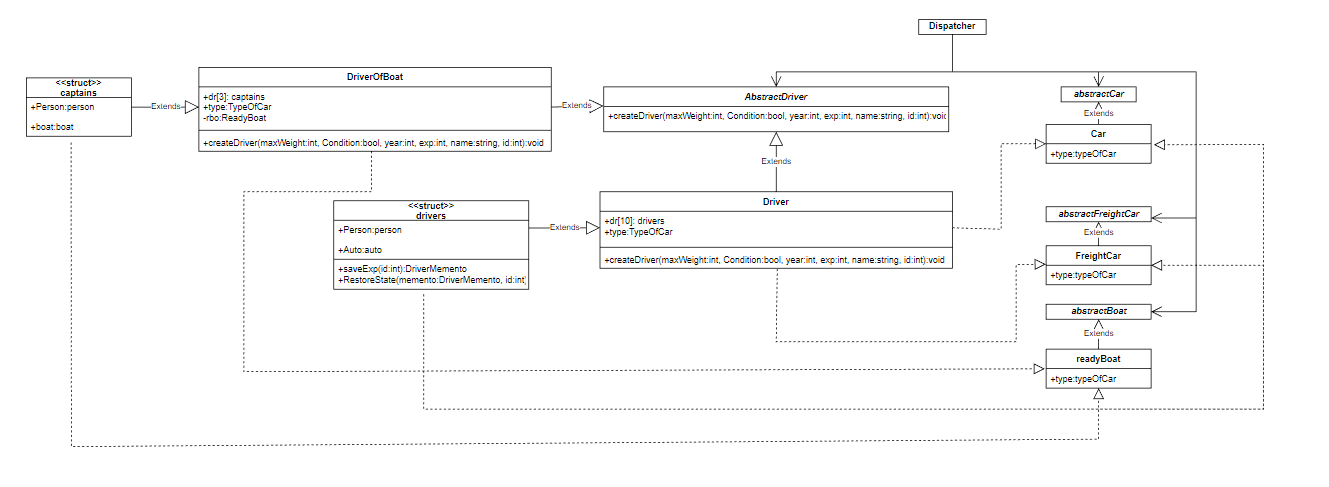 Dispatcher
<<struct>>
captains
+Person:person
+boat:boat
Extends
DriverOfBoat
+dr[3]: captains
+type:TypeOfCar
-rbo:ReadyBoat
+createDriver(maxWeight:int, Condition:bool, year:int, exp:int, name:string, id:int):void
Extends
AbstractDriver
+createDriver(maxWeight:int, Condition:bool, year:int, exp:int, name:string, id:int):voic
Extends
abstractCar
Extends
Car
+type:typeOfCar
<<struct>>
drivers
+Person:person
+Auto:auto
+saveExp(id:int):DriverMemento
+RestoreState(memento:DriverMemento, id:int)
Extends
Driver
+dr[10]: drivers
+type:TypeOfCar
+createDriver(maxWeight:int, Condition:bool, year:int, exp:int, name:string, id:int):void
abstractFreightCar
Extends
FreightCar
+type:typeOfCar
abstractBoat
Extends
readyBoat
+type:typeOfCar